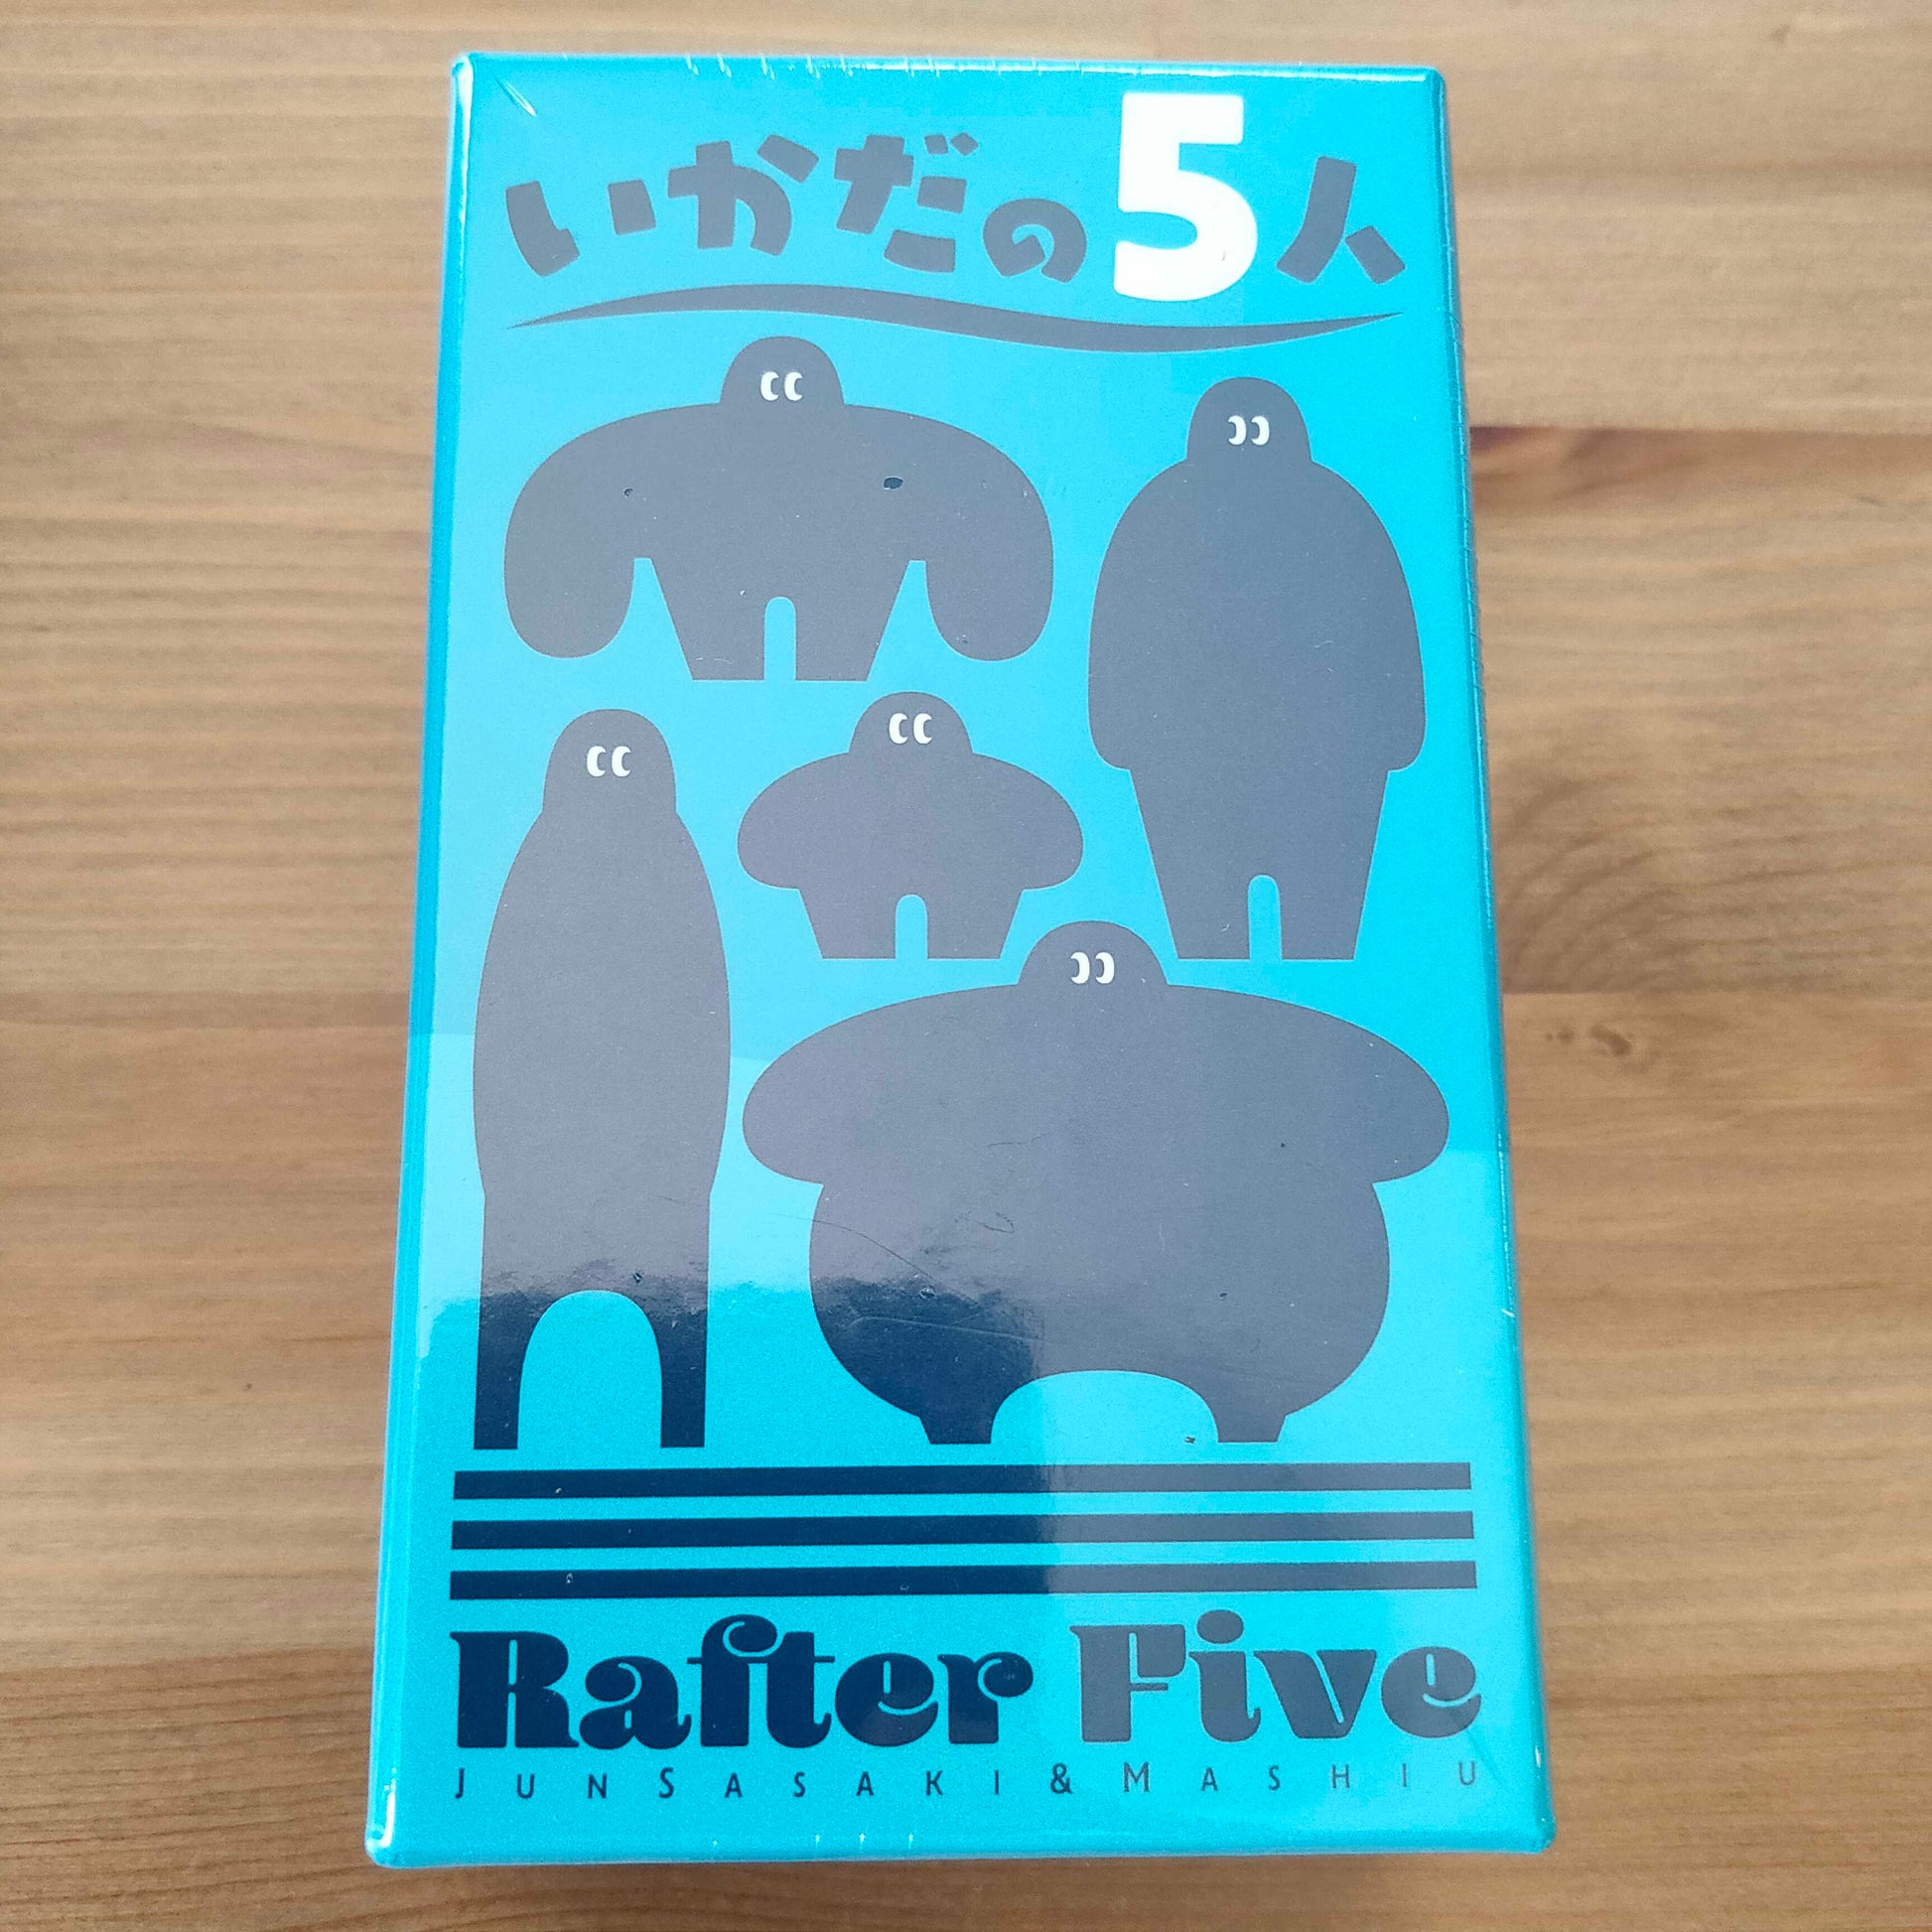 いかだの5人
Rafter Five
JUNSASAKI&MASHIU